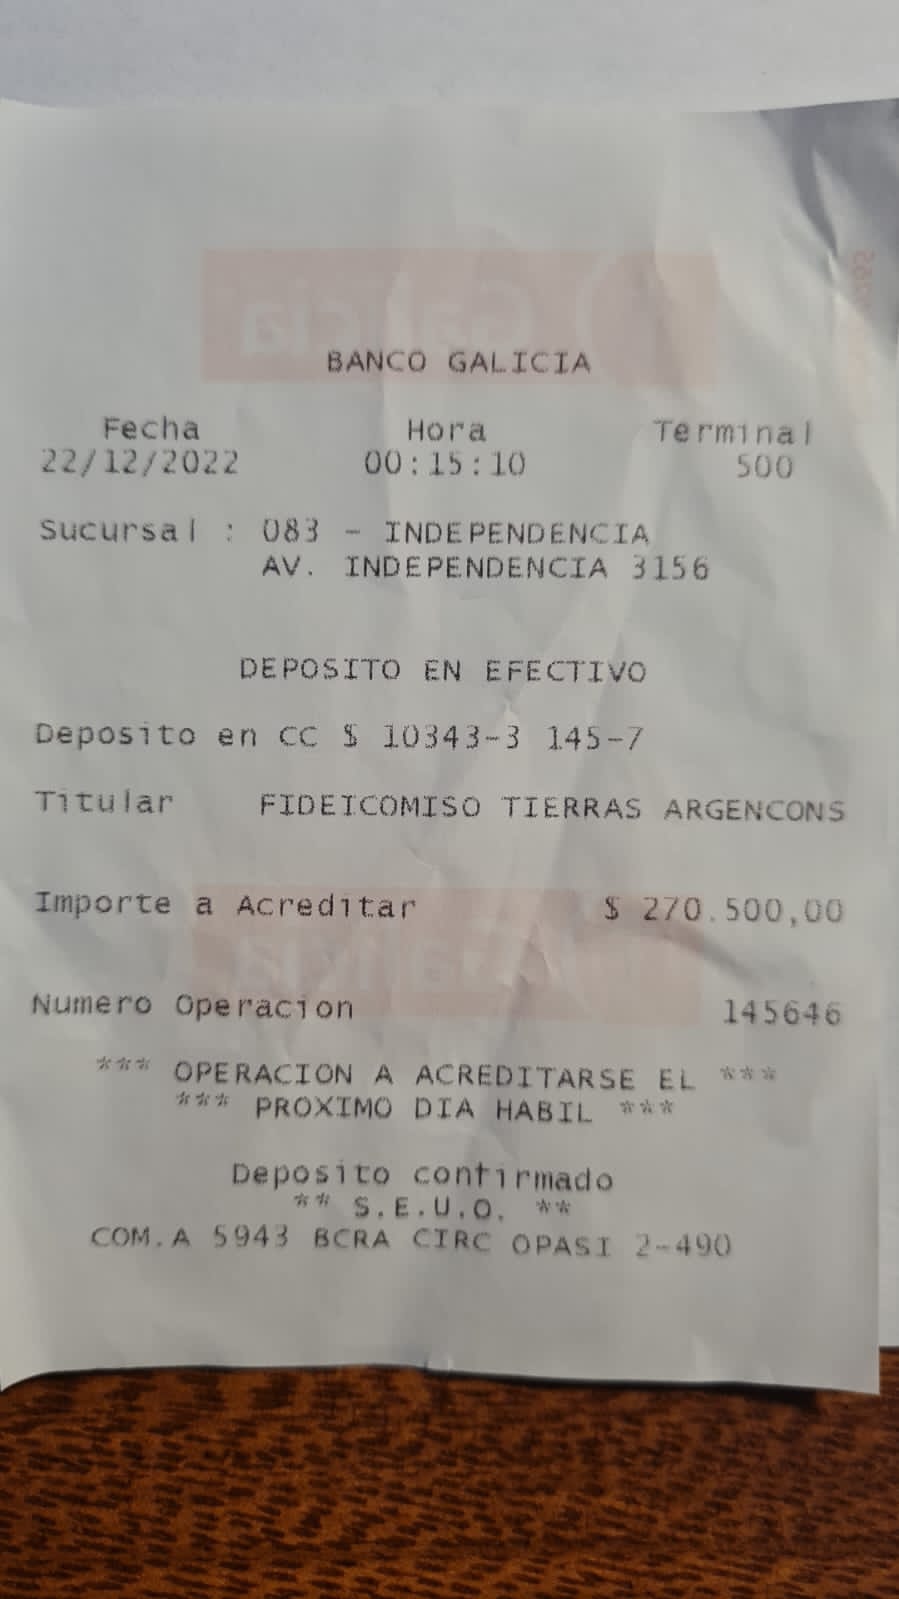 BANCO GALICIA
Fecha Hora Terminal
22/12/2022 00:15:10 500
Sucursal : 083 - INDEPENDENCIA
AV. INDEPENDENCIA 3156
DEPOSITO EN EFECTIVO
Deposito en CC $ 10343-3 145-7
Titular FIDEICOMISO TIERRAS ARGENCONS
Importe a Acreditar $ 270.500,00
Numero Operacion 145646
*** OPERACION A ACREDITARSE EL ***
*** PROXIMO DIA HABIL ***
Deposito confirmado
** S.E.U.O. **
COM.A 5943 BCRA CIRC OPASI 2-490